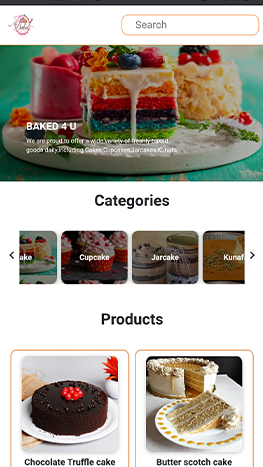 Search
BAKED 4 U
We are proud to offer a wide variety of freshly baked
goods daily,including Cakes,Cupcakes,Jarcakes,Kunafa
Categories
ake
Cupcake
Jarcake
Kunaf
Products
Chocolate Truffle cake
Butter scotch cake